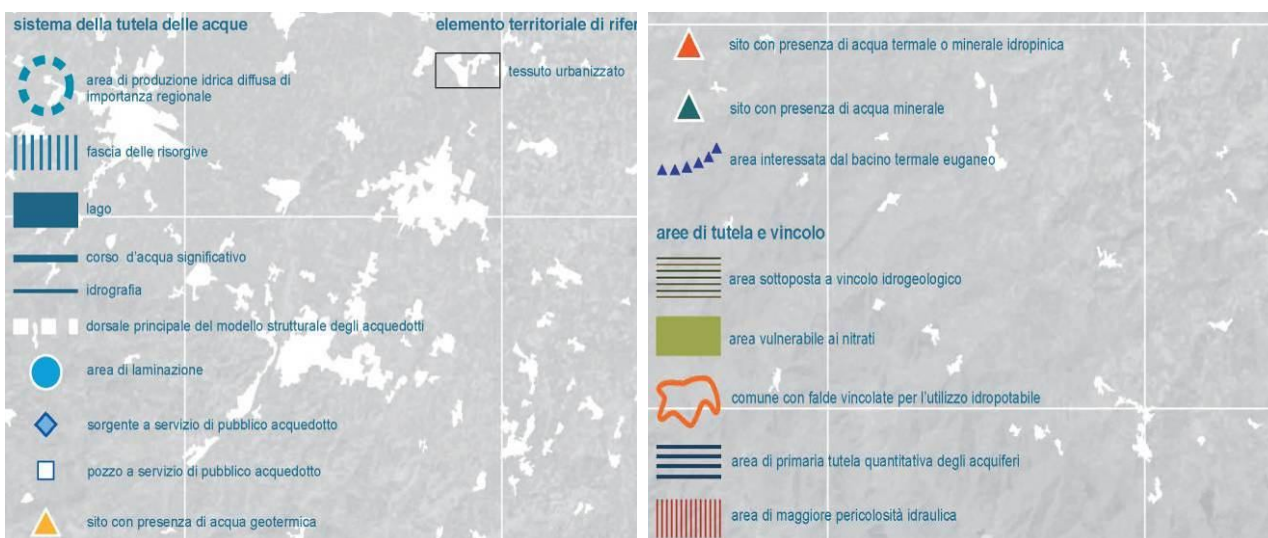 sistema della tutela delle acque
area di produzione idrica diffusa di
importanza regionale
fascia delle risorgive
lago
corso d'acqua significativo
idrografia
dorsale principale del modello strutturale degli acquedotti
area di laminazione
sorgente a servizio di pubblico acquedotto
pozzo a servizio di pubblico acquedotto
sito con presenza di acqua geotermica
elemento territoriale di rifer
tessuto urbanizzato
sito con presenza di acqua termale o minerale idropinica
sito con presenza di acqua minerale
area interessata dal bacino termale euganeo
aree di tutela e vincolo
area sottoposta a vincolo idrogeologico
area vulnerabile ai nitrati
comune con falde vincolate per l'utilizzo idropotabile
area di primaria tutela quantitativa degli acquiferi
area di maggiore pericolosità idraulica